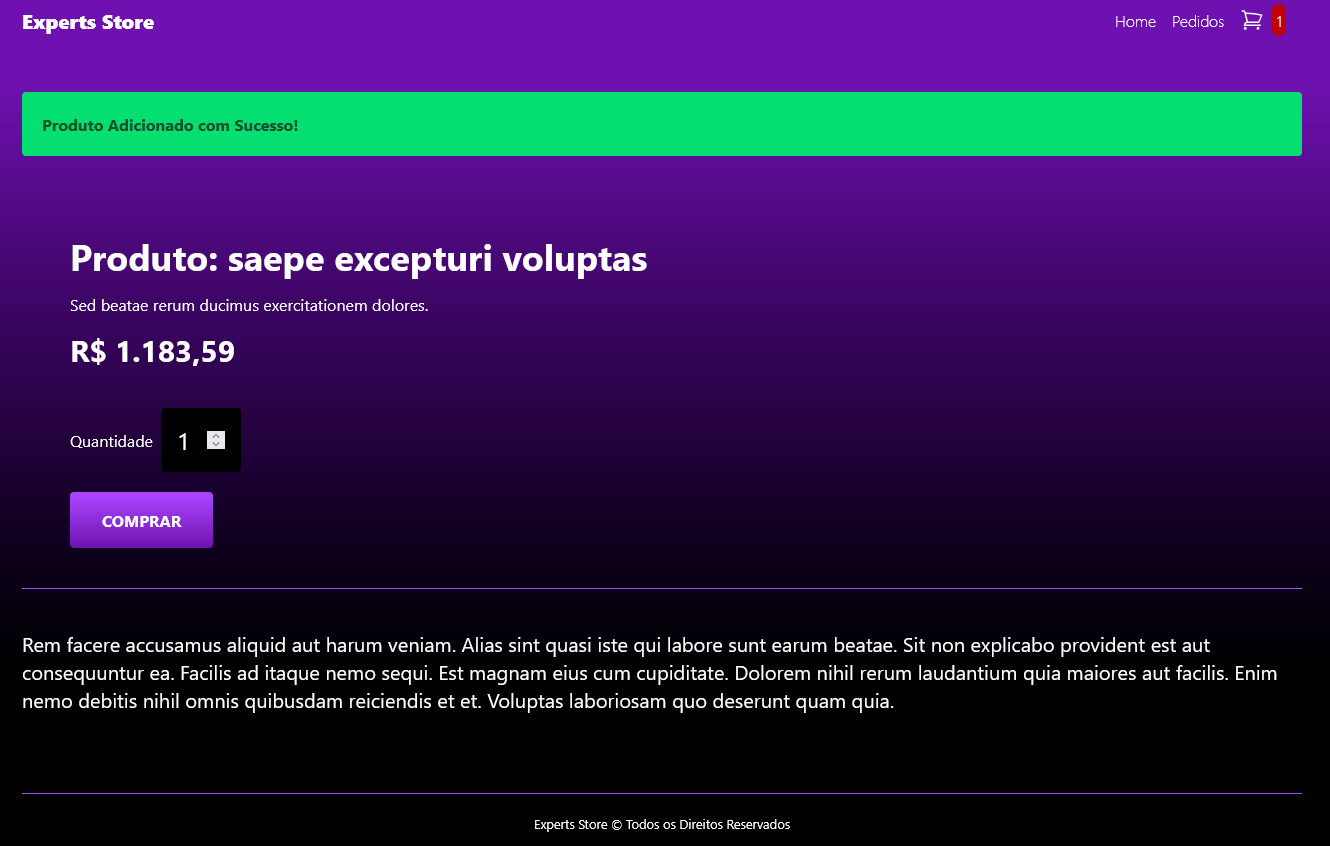 Experts Store
Home Pedidos 1
Produto Adicionado com Sucesso!
Produto: saepe excepturi voluptas
Sed beatae rerum ducimus exercitationem dolores.
R$ 1.183,59
Quantidade 1
COMPRAR
Rem facere accusamus aliquid aut harum veniam. Alias sint quasi iste qui labore sunt earum beatae. Sit non explicabo provident est aut
consequuntur ea. Facilis ad itaque nemo sequi. Est magnam eius cum cupiditate. Dolorem nihil rerum laudantium quia maiores aut facilis. Enim
nemo debitis nihil omnis quibusdam reiciendis et et. Voluptas laboriosam quo deserunt quam quia.
Experts Store © Todos os Direitos Reservados